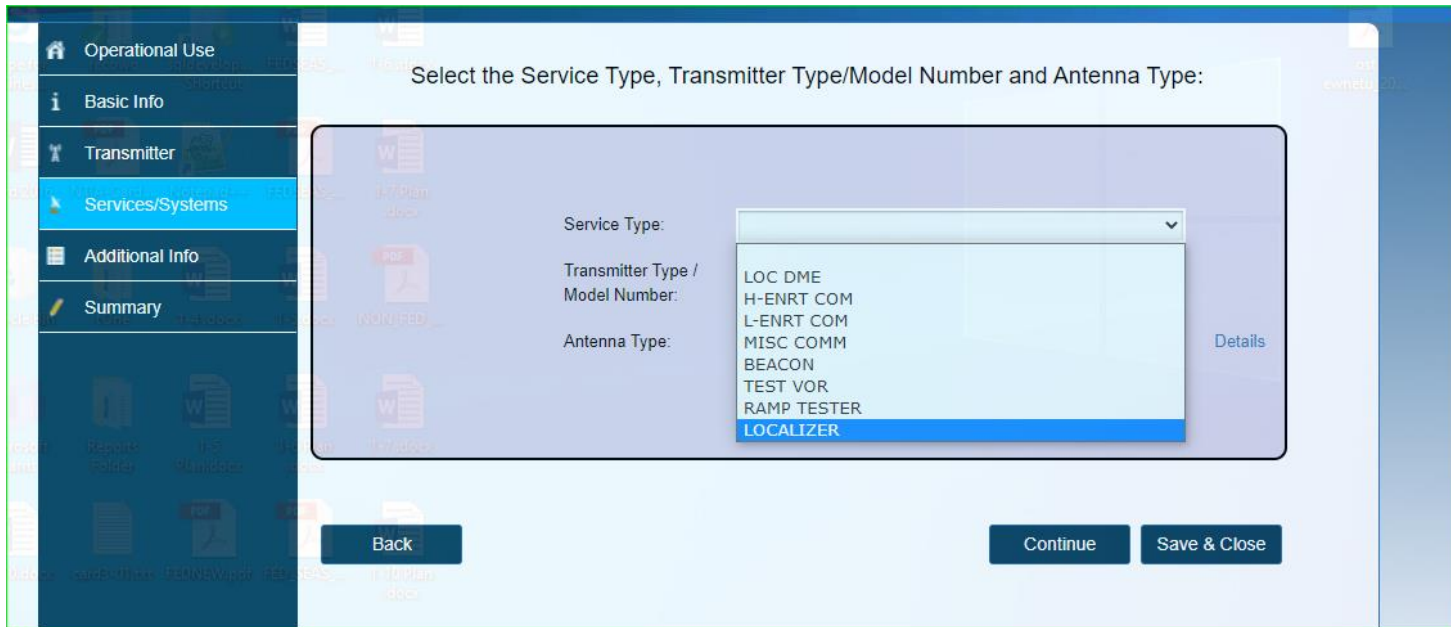 Operational Use
Basic Info
Transmitter
Services/Systems
Additional Info
Summary
Select the Service Type, Transmitter Type/Model Number and Antenna Type:
Service Type:
LOC DME
H-ENRT COM
L-ENRT COM
MISC COMM
BEACON
TEST VOR
RAMP TESTER
LOCALIZER
Transmitter Type /
Model Number:
Antenna Type:
Details
Back
Continue
Save & Close